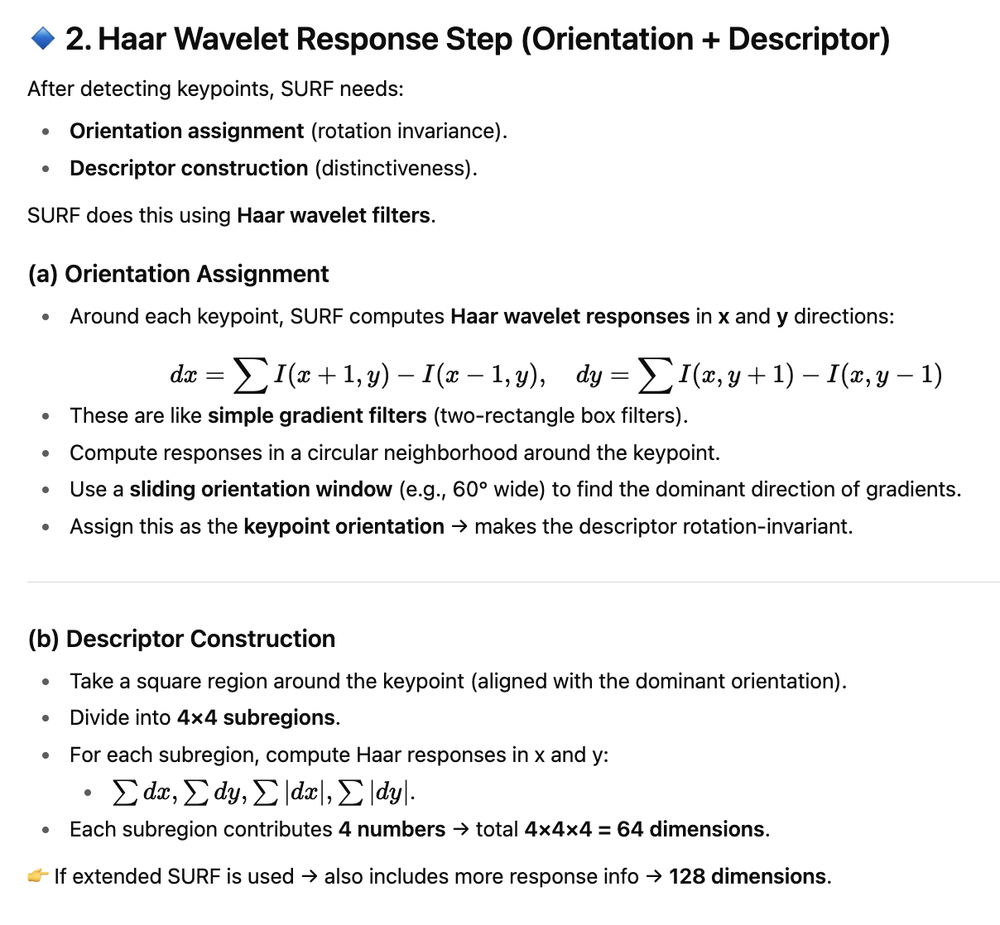 🔷 2. Haar Wavelet Response Step (Orientation + Descriptor)
After detecting keypoints, SURF needs:
• Orientation assignment (rotation invariance).
• Descriptor construction (distinctiveness).
SURF does this using Haar wavelet filters.
(a) Orientation Assignment
• Around each keypoint, SURF computes Haar wavelet responses in x and y directions:
dx = ∑ I(x + 1, y) − I(x − 1, y), dy = ∑ I(x, y + 1) − I(x, y − 1)
• These are like simple gradient filters (two-rectangle box filters).
• Compute responses in a circular neighborhood around the keypoint.
• Use a sliding orientation window (e.g., 60° wide) to find the dominant direction of gradients.
• Assign this as the keypoint orientation → makes the descriptor rotation-invariant.
(b) Descriptor Construction
• Take a square region around the keypoint (aligned with the dominant orientation).
• Divide into 4×4 subregions.
• For each subregion, compute Haar responses in x and y:
• ∑ dx, ∑ dy, ∑ |dx|, ∑ |dy|.
• Each subregion contributes 4 numbers → total 4×4×4 = 64 dimensions.
👉 If extended SURF is used → also includes more response info → 128 dimensions.